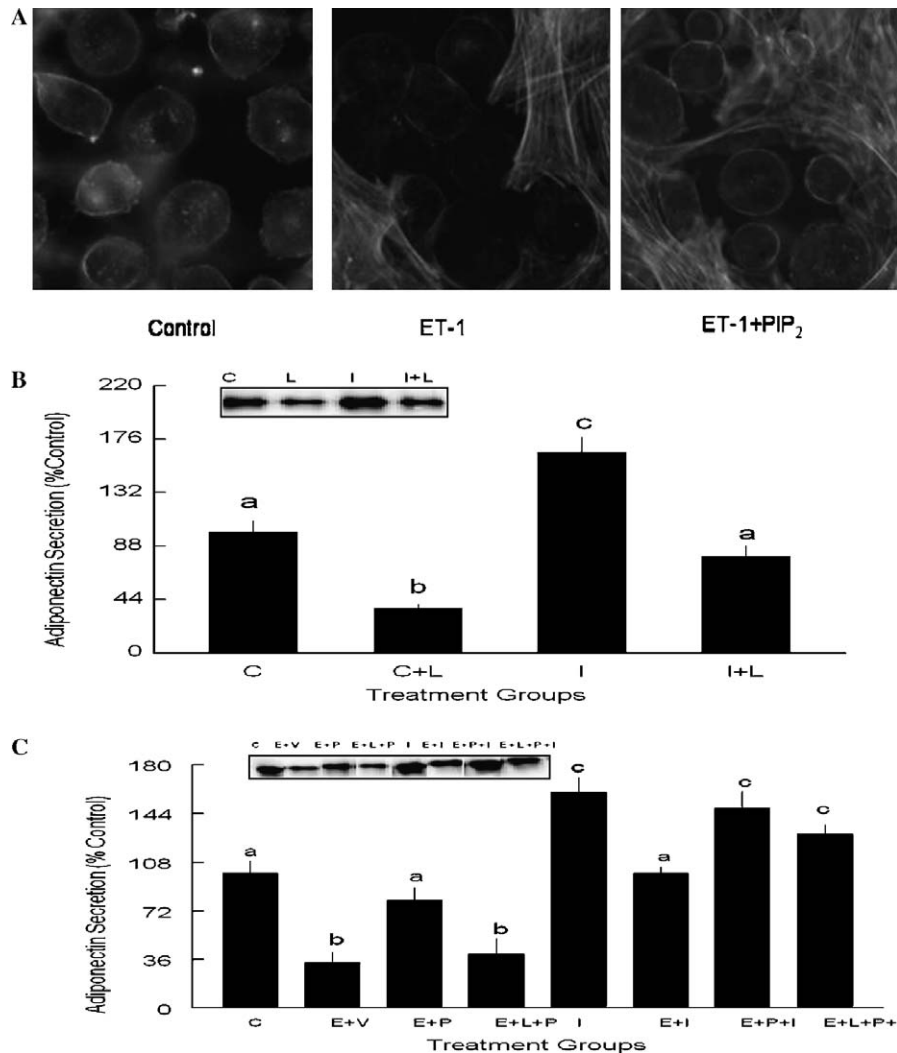 A
Control ET-1 ET-1+PIP₂
B
C L I I+L
Adiponectin Secretion (%Control)
220
176
132
88
44
0
a
b
c
a
C C+L I I+L
Treatment Groups
C
C E+V E+P E+L+P I E+I E+P+I E+L+P+I
Adiponectin Secretion (% Control)
180
144
108
72
36
0
a
b
a
b
c
a
c
c
C E+V E+P E+L+P I E+I E+P+I E+L+P+
Treatment Groups